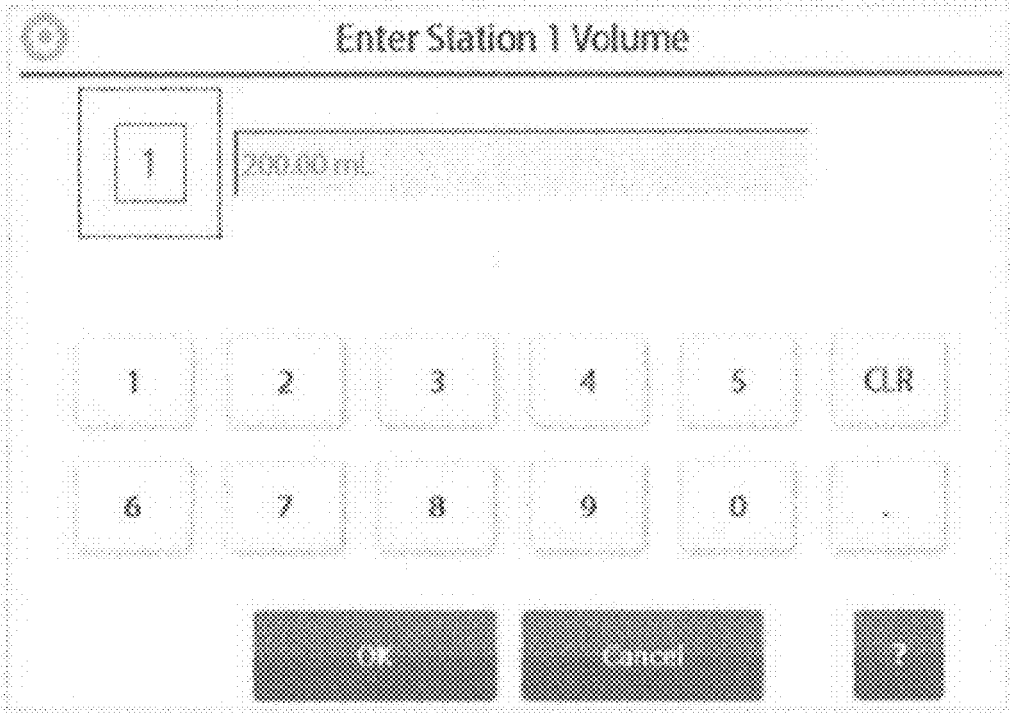 Enter Station 1 Volume
1 200.00 mL
1 2 3 4 5 CLR
6 7 8 9 0 .
OK Cancel ?